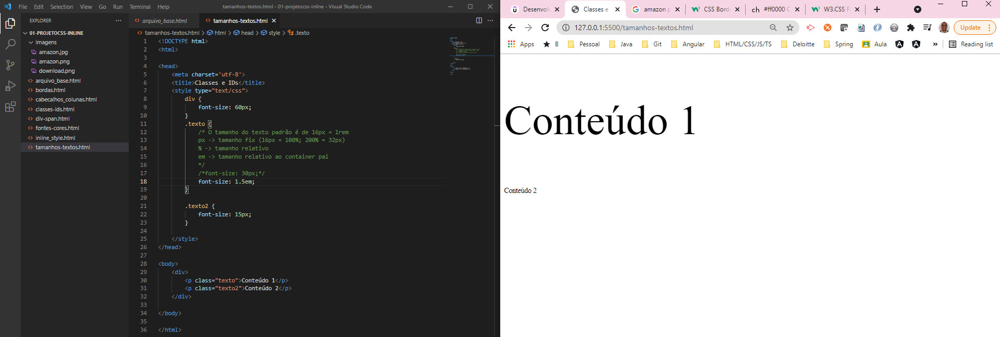 File Edit Selection View Go Run Terminal Help
tamanhos-textos.html - 01-projetocss-inline - Visual Studio Code
EXPLORER
01-PROJETOCSS-INLINE
imagens
amazon.jpg
amazon.png
download.png
arquivo_base.html
bordas.html
cabecalhos_colunas.html
classes-ids.html
div-span.html
fontes-cores.html
inline_style.html
tamanhos-textos.html
arquivo_base.html
tamanhos-textos.html
tamanhos-textos.html > html > head > style > .texto
1 <!DOCTYPE html>
2 <html>
3
4 <head>
5 <meta charset='utf-8'>
6 <title>Classes e IDs</title>
7 <style type="text/css">
8 div {
9 font-size: 60px;
10 }
11 .texto {
12 /* O tamanho do texto padrão é de 16px = 1rem
13 px -> tamanho fix (16px = 100%; 200% = 32px)
14 % -> tamanho relativo
15 em -> tamanho relativo ao container pai
16 */
17 /*font-size: 30px;*/
18 font-size: 1.5em;
19 }
20
21 .texto2 {
22 font-size: 15px;
23 }
24
25 </style>
26 </head>
27
28 <body>
29 <div>
30 <p class="texto">Conteúdo 1</p>
31 <p class="texto2">Conteúdo 2</p>
32 </div>
33
34 </body>
35
36 </html>
Desenvol
Classes e
amazon p
CSS Bord
ch #ff0000 C
W3.CSS F
127.0.0.1:5500/tamanhos-textos.html
Update
Apps B Pessoal Java Git Angular HTML/CSS/JS/TS Deloitte Spring Aula » Reading list
Conteúdo 1
Conteúdo 2